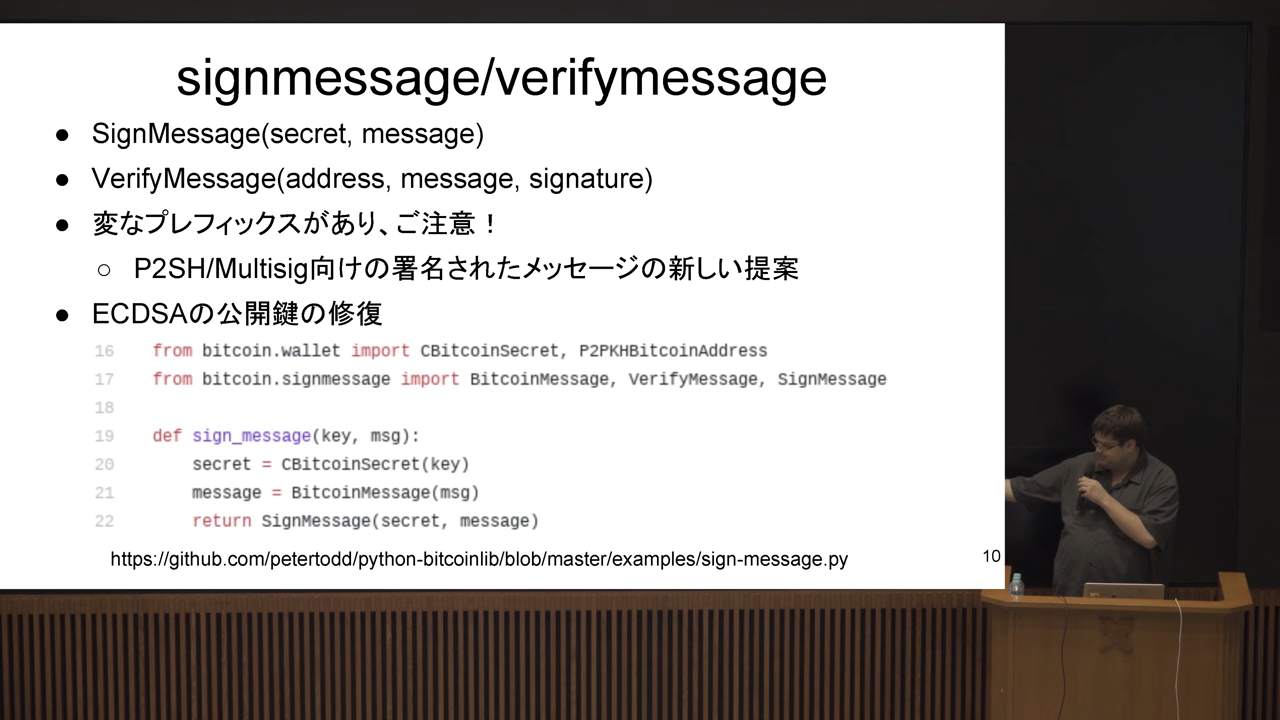 signmessage/verifymessage
● SignMessage(secret, message)
● VerifyMessage(address, message, signature)
● 変なプレフィックスがあり、ご注意！
○ P2SH/Multisig向けの署名されたメッセージの新しい提案
● ECDSAの公開鍵の修復
16 from bitcoin.wallet import CBitcoinSecret, P2PKHBitcoinAddress
17 from bitcoin.signmessage import BitcoinMessage, VerifyMessage, SignMessage
18
19 def sign_message(key, msg):
20 secret = CBitcoinSecret(key)
21 message = BitcoinMessage(msg)
22 return SignMessage(secret, message)
https://github.com/petertodd/python-bitcoinlib/blob/master/examples/sign-message.py
10